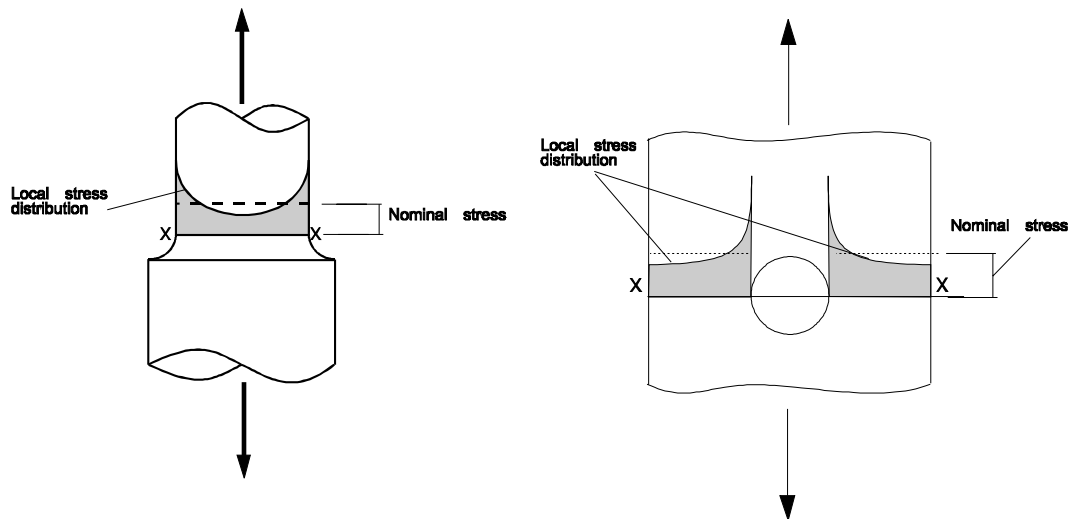 Local stress
distribution
Nominal stress
X
X
Local stress
distribution
Nominal stress
X
X